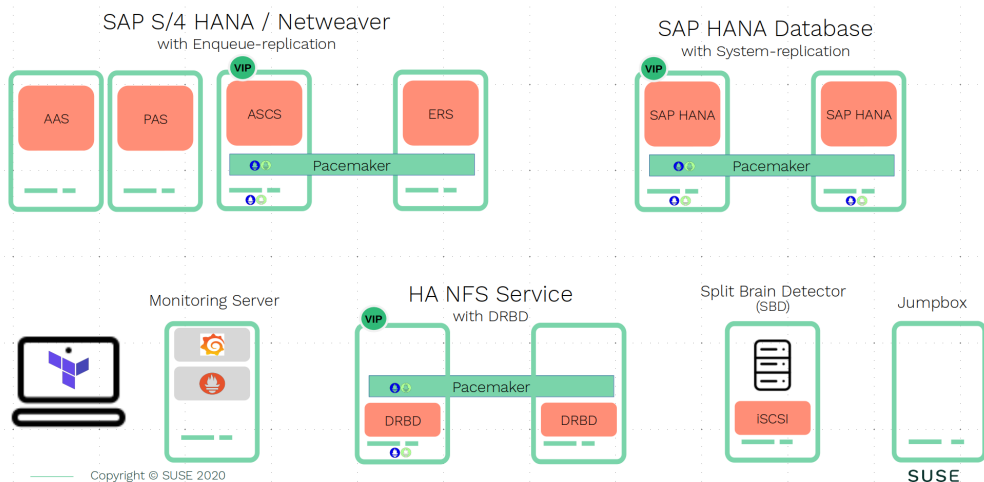 SAP S/4 HANA / Netweaver
with Enqueue-replication
SAP HANA Database
with System-replication
VIP
VIP
AAS
PAS
ASCS
ERS
SAP HANA
SAP HANA
Pacemaker
Pacemaker
Monitoring Server
HA NFS Service
with DRBD
Split Brain Detector
(SBD)
Jumpbox
VIP
Pacemaker
DRBD
DRBD
iSCSI
Copyright © SUSE 2020
SUSE